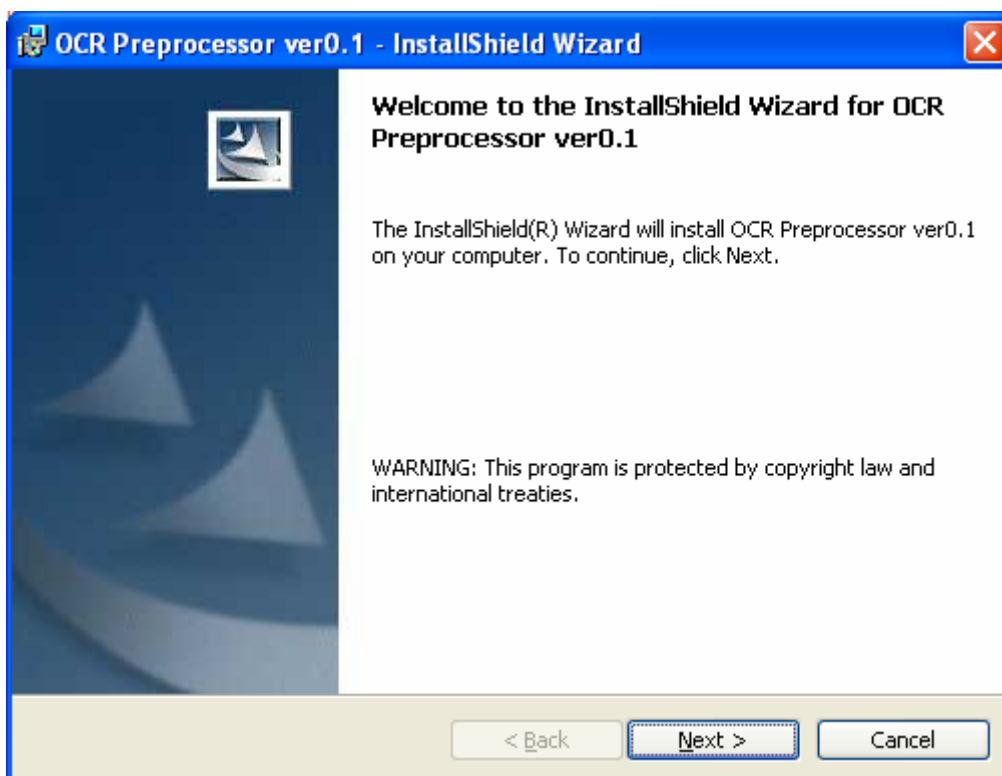 OCR Preprocessor ver0.1 - InstallShield Wizard
Welcome to the InstallShield Wizard for OCR
Preprocessor ver0.1
The InstallShield(R) Wizard will install OCR Preprocessor ver0.1
on your computer. To continue, click Next.
WARNING: This program is protected by copyright law and
international treaties.
< Back Next > Cancel